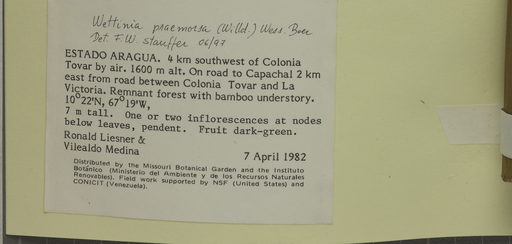 Wettinia praemorsa (Willd.) Wess. Boer
Det. F.W. Stauffer 06/97
ESTADO ARAGUA. 4 km southwest of Colonia
Tovar by air. 1600 m alt. On road to Capachal 2 km
east from road between Colonia Tovar and La
Victoria. Remnant forest with bamboo understory.
10°22'N, 67°19'W,
7 m tall. One or two inflorescences at nodes
below leaves, pendent. Fruit dark-green.
Ronald Liesner &
Vilealdo Medina 7 April 1982
Distributed by the Missouri Botanical Garden and the Instituto
Botánico (Ministerio del Ambiente y de los Recursos Naturales
Renovables). Field work supported by NSF (United States) and
CONICIT (Venezuela).